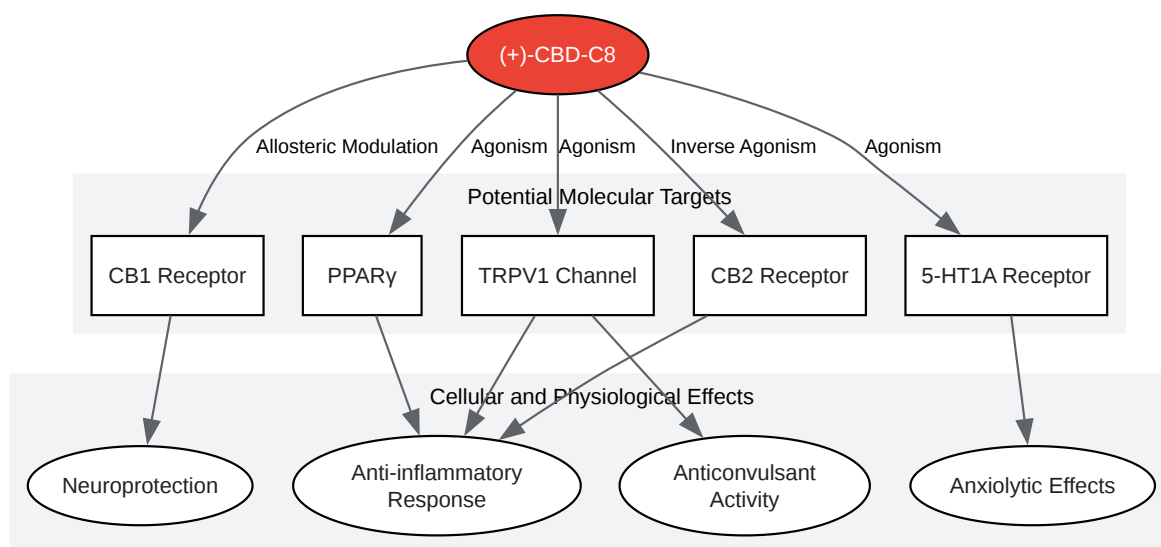 (+)-CBD-C8
Allosteric Modulation
Agonism
Agonism
Inverse Agonism
Agonism
Potential Molecular Targets
CB1 Receptor
PPARγ
TRPV1 Channel
CB2 Receptor
5-HT1A Receptor
Cellular and Physiological Effects
Neuroprotection
Anti-inflammatory
Response
Anticonvulsant
Activity
Anxiolytic Effects